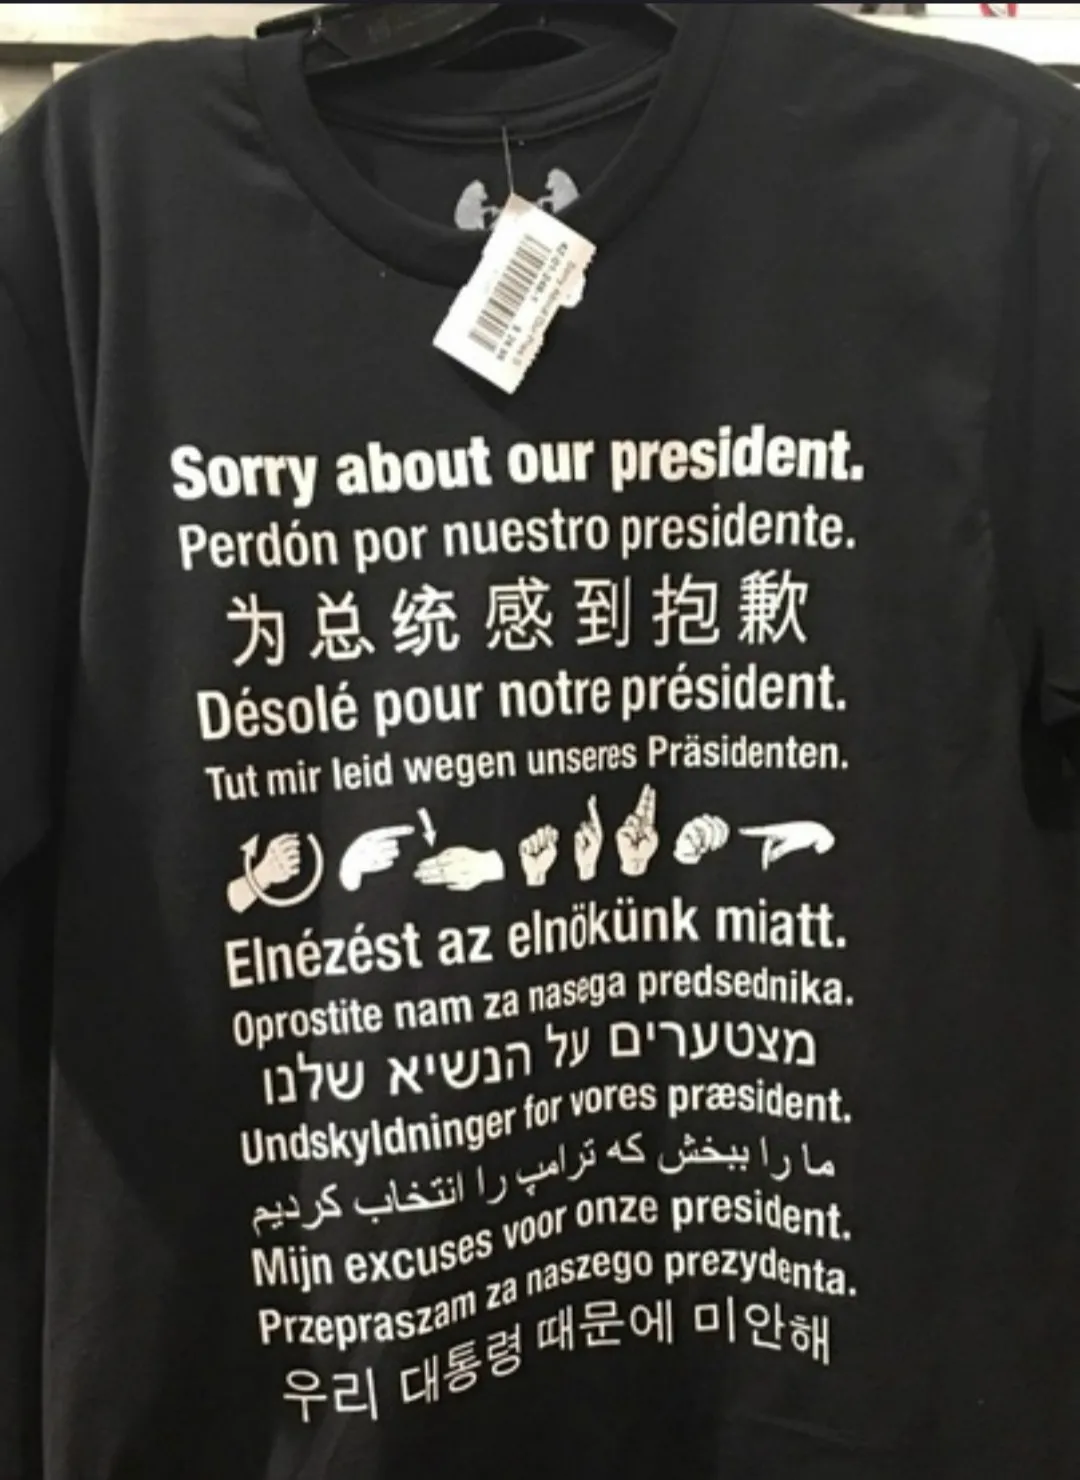 Sorry about our president.
Perdón por nuestro presidente.
为总统感到抱歉
Désolé pour notre président.
Tut mir leid wegen unseres Präsidenten.
Elnézést az elnökünk miatt.
Oprostite nam za nasega predsednika.
מצטערים על הנשיא שלנו
Undskyldninger for vores præsident.
ما را ببخش که ترامپ را انتخاب کردیم
Mijn excuses voor onze president.
Przepraszam za naszego prezydenta.
우리 대통령 때문에 미안해